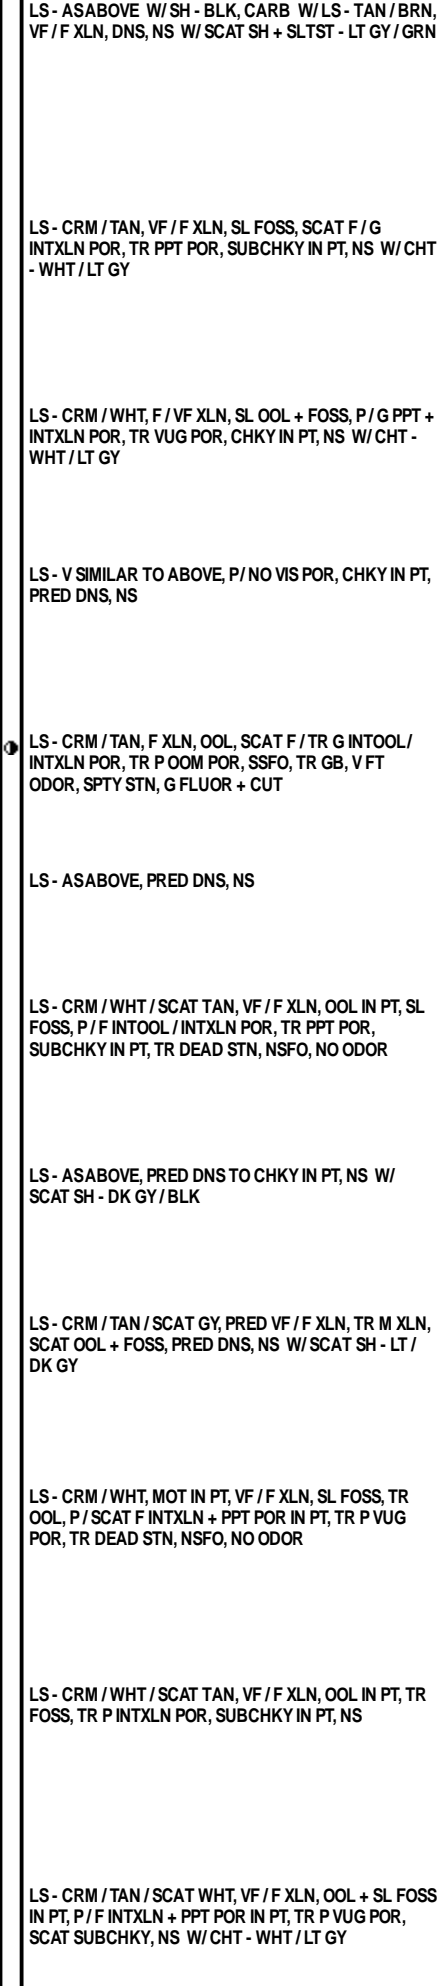 LS - AS ABOVE W/ SH - BLK, CARB W/ LS - TAN / BRN,
VF / F XLN, DNS, NS W/ SCAT SH + SLTST - LT GY / GRN
LS - CRM / TAN, VF / F XLN, SL FOSS, SCAT F / G
INTXLN POR, TR PPT POR, SUBCHKY IN PT, NS W/ CHT
- WHT / LT GY
LS - CRM / WHT, F / VF XLN, SL OOL + FOSS, P / G PPT +
INTXLN POR, TR VUG POR, CHKY IN PT, NS W/ CHT -
WHT / LT GY
LS - V SIMILAR TO ABOVE, P/ NO VIS POR, CHKY IN PT,
PRED DNS, NS
LS - CRM / TAN, F XLN, OOL, SCAT F / TR G INTOOL /
INTXLN POR, TR P OOM POR, SSFO, TR GB, V FT
ODOR, SPTY STN, G FLUOR + CUT
LS - AS ABOVE, PRED DNS, NS
LS - CRM / WHT / SCAT TAN, VF / F XLN, OOL IN PT, SL
FOSS, P / F INTOOL / INTXLN POR, TR PPT POR,
SUBCHKY IN PT, TR DEAD STN, NSFO, NO ODOR
LS - AS ABOVE, PRED DNS TO CHKY IN PT, NS W/
SCAT SH - DK GY / BLK
LS - CRM / TAN / SCAT GY, PRED VF / F XLN, TR M XLN,
SCAT OOL + FOSS, PRED DNS, NS W/ SCAT SH - LT /
DK GY
LS - CRM / WHT, MOT IN PT, VF / F XLN, SL FOSS, TR
OOL, P / SCAT F INTXLN + PPT POR IN PT, TR P VUG
POR, TR DEAD STN, NSFO, NO ODOR
LS - CRM / WHT / SCAT TAN, VF / F XLN, OOL IN PT, TR
FOSS, TR P INTXLN POR, SUBCHKY IN PT, NS
LS - CRM / TAN / SCAT WHT, VF / F XLN, OOL + SL FOSS
IN PT, P / F INTXLN + PPT POR IN PT, TR P VUG POR,
SCAT SUBCHKY, NS W/ CHT - WHT / LT GY